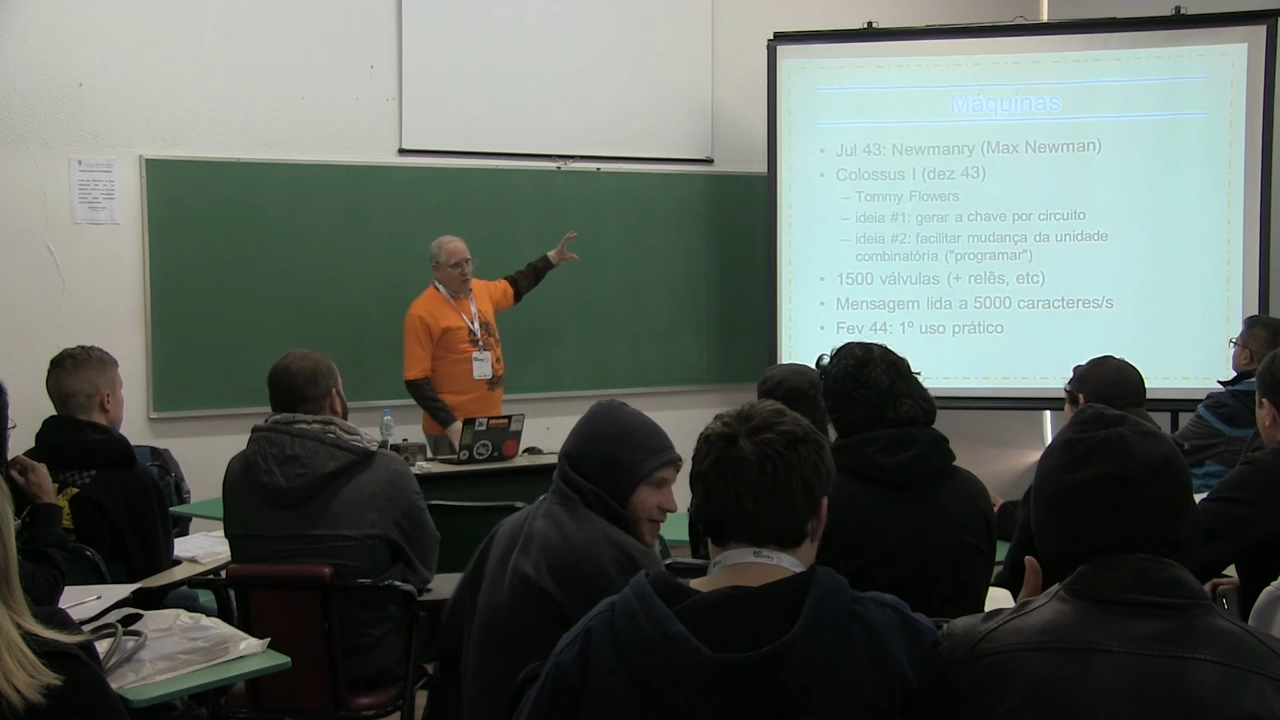 Máquinas
• Jul 43: Newmanry (Max Newman)
• Colossus I (dez 43)
– Tommy Flowers
– ideia #1: gerar a chave por circuito
– ideia #2: facilitar mudança da unidade
combinatória ("programar")
• 1500 válvulas (+ relês, etc)
• Mensagem lida a 5000 caracteres/s
• Fev 44: 1º uso prático